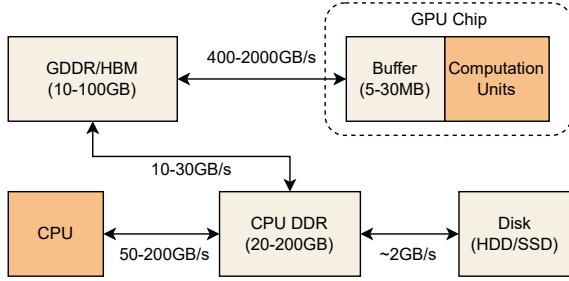 GPU Chip
GDDR/HBM
(10-100GB)
400-2000GB/s
Buffer
(5-30MB)
Computation
Units
10-30GB/s
CPU
50-200GB/s
CPU DDR
(20-200GB)
~2GB/s
Disk
(HDD/SSD)